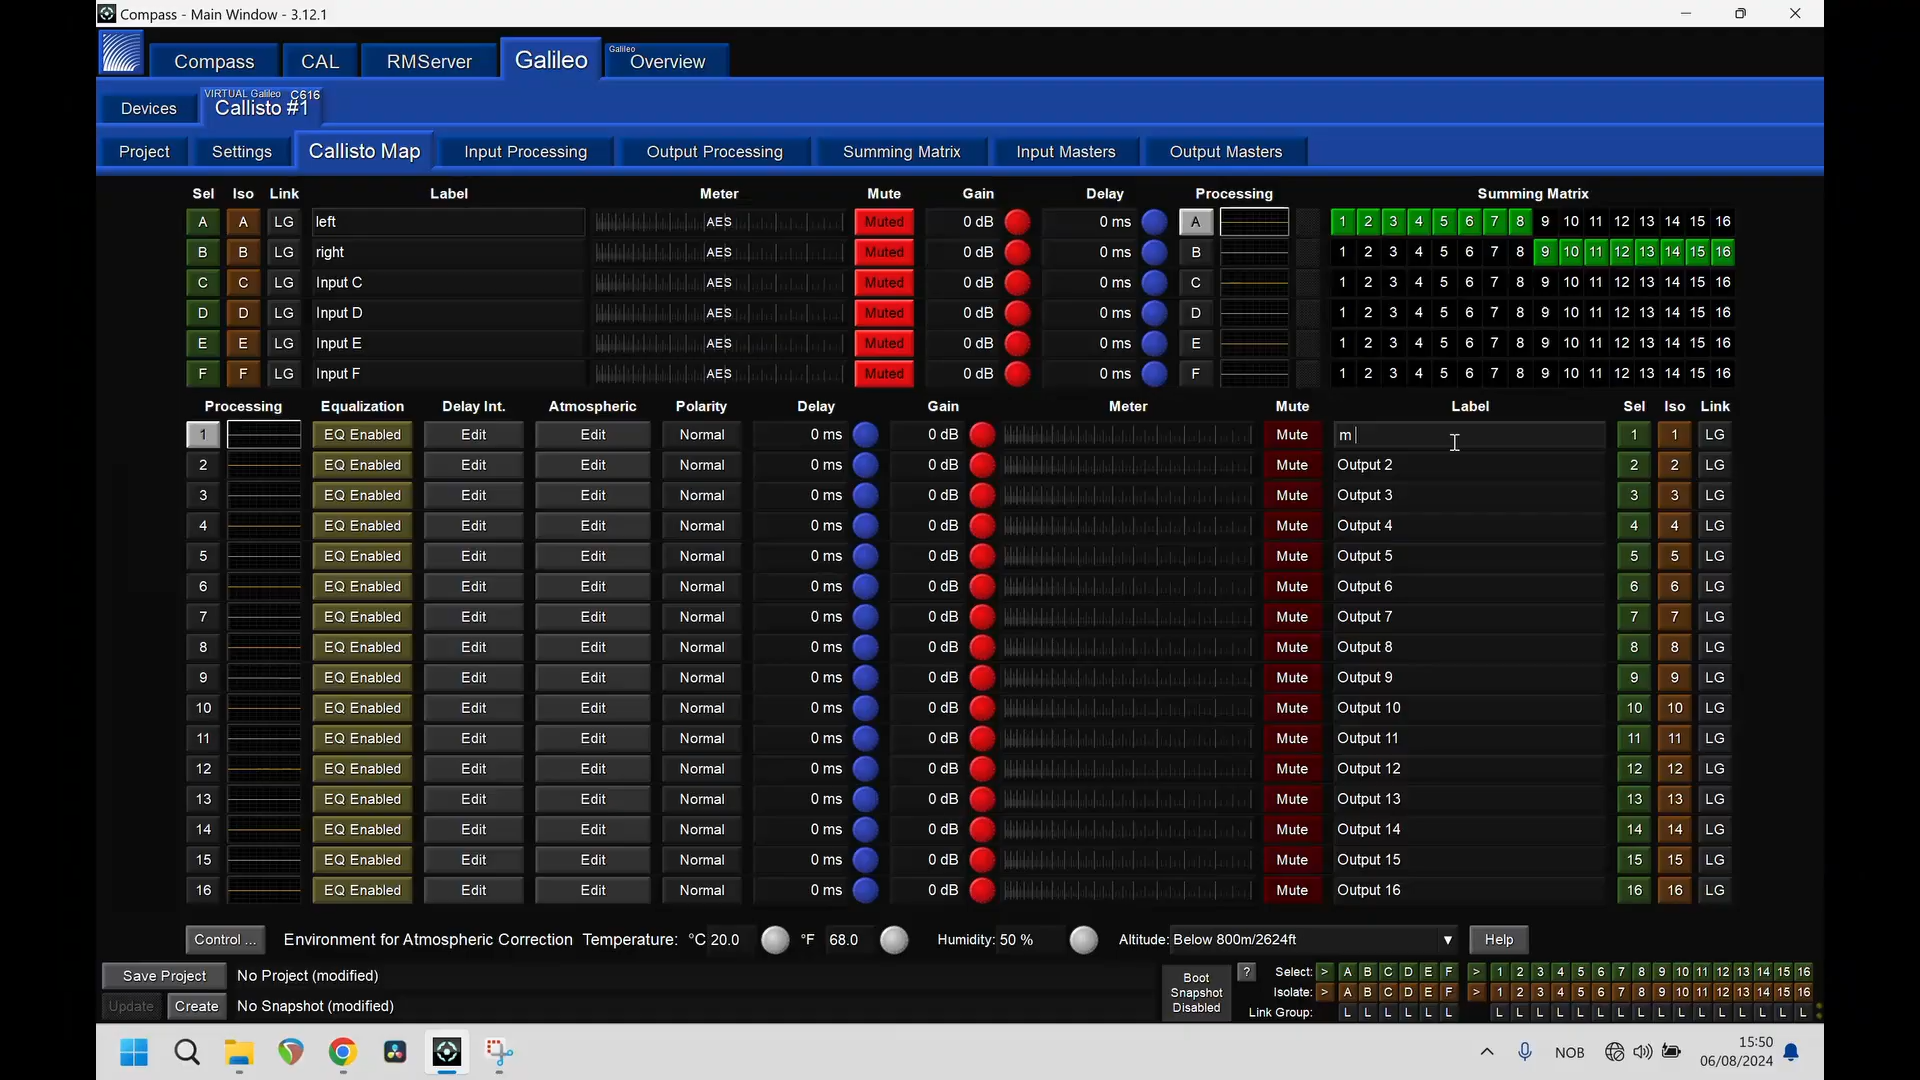 Compass - Main Window - 3.12.1
Compass CAL RMServer Galileo Galileo Overview
Devices VIRTUAL Galileo C616 Callisto #1
Project Settings Callisto Map Input Processing Output Processing Summing Matrix Input Masters Output Masters
Sel Iso Link Label Meter Mute Gain Delay Processing Summing Matrix
A A LG left AES Muted 0 dB 0 ms A 1 2 3 4 5 6 7 8 9 10 11 12 13 14 15 16
B B LG right AES Muted 0 dB 0 ms B 1 2 3 4 5 6 7 8 9 10 11 12 13 14 15 16
C C LG Input C AES Muted 0 dB 0 ms C 1 2 3 4 5 6 7 8 9 10 11 12 13 14 15 16
D D LG Input D AES Muted 0 dB 0 ms D 1 2 3 4 5 6 7 8 9 10 11 12 13 14 15 16
E E LG Input E AES Muted 0 dB 0 ms E 1 2 3 4 5 6 7 8 9 10 11 12 13 14 15 16
F F LG Input F AES Muted 0 dB 0 ms F 1 2 3 4 5 6 7 8 9 10 11 12 13 14 15 16
Processing Equalization Delay Int. Atmospheric Polarity Delay Gain Meter Mute Label Sel Iso Link
1 EQ Enabled Edit Edit Normal 0 ms 0 dB Mute m 1 1 LG
2 EQ Enabled Edit Edit Normal 0 ms 0 dB Mute Output 2 2 2 LG
3 EQ Enabled Edit Edit Normal 0 ms 0 dB Mute Output 3 3 3 LG
4 EQ Enabled Edit Edit Normal 0 ms 0 dB Mute Output 4 4 4 LG
5 EQ Enabled Edit Edit Normal 0 ms 0 dB Mute Output 5 5 5 LG
6 EQ Enabled Edit Edit Normal 0 ms 0 dB Mute Output 6 6 6 LG
7 EQ Enabled Edit Edit Normal 0 ms 0 dB Mute Output 7 7 7 LG
8 EQ Enabled Edit Edit Normal 0 ms 0 dB Mute Output 8 8 8 LG
9 EQ Enabled Edit Edit Normal 0 ms 0 dB Mute Output 9 9 9 LG
10 EQ Enabled Edit Edit Normal 0 ms 0 dB Mute Output 10 10 10 LG
11 EQ Enabled Edit Edit Normal 0 ms 0 dB Mute Output 11 11 11 LG
12 EQ Enabled Edit Edit Normal 0 ms 0 dB Mute Output 12 12 12 LG
13 EQ Enabled Edit Edit Normal 0 ms 0 dB Mute Output 13 13 13 LG
14 EQ Enabled Edit Edit Normal 0 ms 0 dB Mute Output 14 14 14 LG
15 EQ Enabled Edit Edit Normal 0 ms 0 dB Mute Output 15 15 15 LG
16 EQ Enabled Edit Edit Normal 0 ms 0 dB Mute Output 16 16 16 LG
Control ... Environment for Atmospheric Correction Temperature: °C 20.0 °F 68.0 Humidity: 50 % Altitude: Below 800m/2624ft ▼ Help
Save Project No Project (modified)
Update Create No Snapshot (modified)
Boot Snapshot Disabled
? Select: > A B C D E F > 1 2 3 4 5 6 7 8 9 10 11 12 13 14 15 16
Isolate: > A B C D E F > 1 2 3 4 5 6 7 8 9 10 11 12 13 14 15 16
Link Group: L L L L L L L L L L L L L L L L L L L L L L
NOB 15:50
06/08/2024